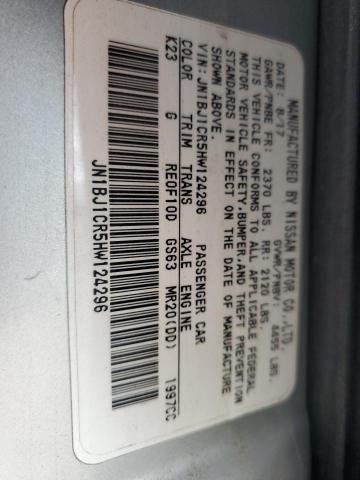 MANUFACTURED BY NISSAN MOTOR CO.,LTD.
DATE: 8/17 GVWR/PNBV: 4455 LBS.
GAWR/PNBE FR: 2370 LBS. RR: 2120 LBS.
THIS VEHICLE CONFORMS TO ALL APPLICABLE FEDERAL
MOTOR VEHICLE SAFETY,BUMPER,AND THEFT PREVENTION
STANDARDS IN EFFECT ON THE DATE OF MANUFACTURE
SHOWN ABOVE.
VIN:JN1BJ1CR5HW124296 PASSENGER CAR
COLOR TRIM TRANS AXLE ENGINE
K23 G RE0F10D GS63 MR20(DD) 1997CC
JN1BJ1CR5HW124296